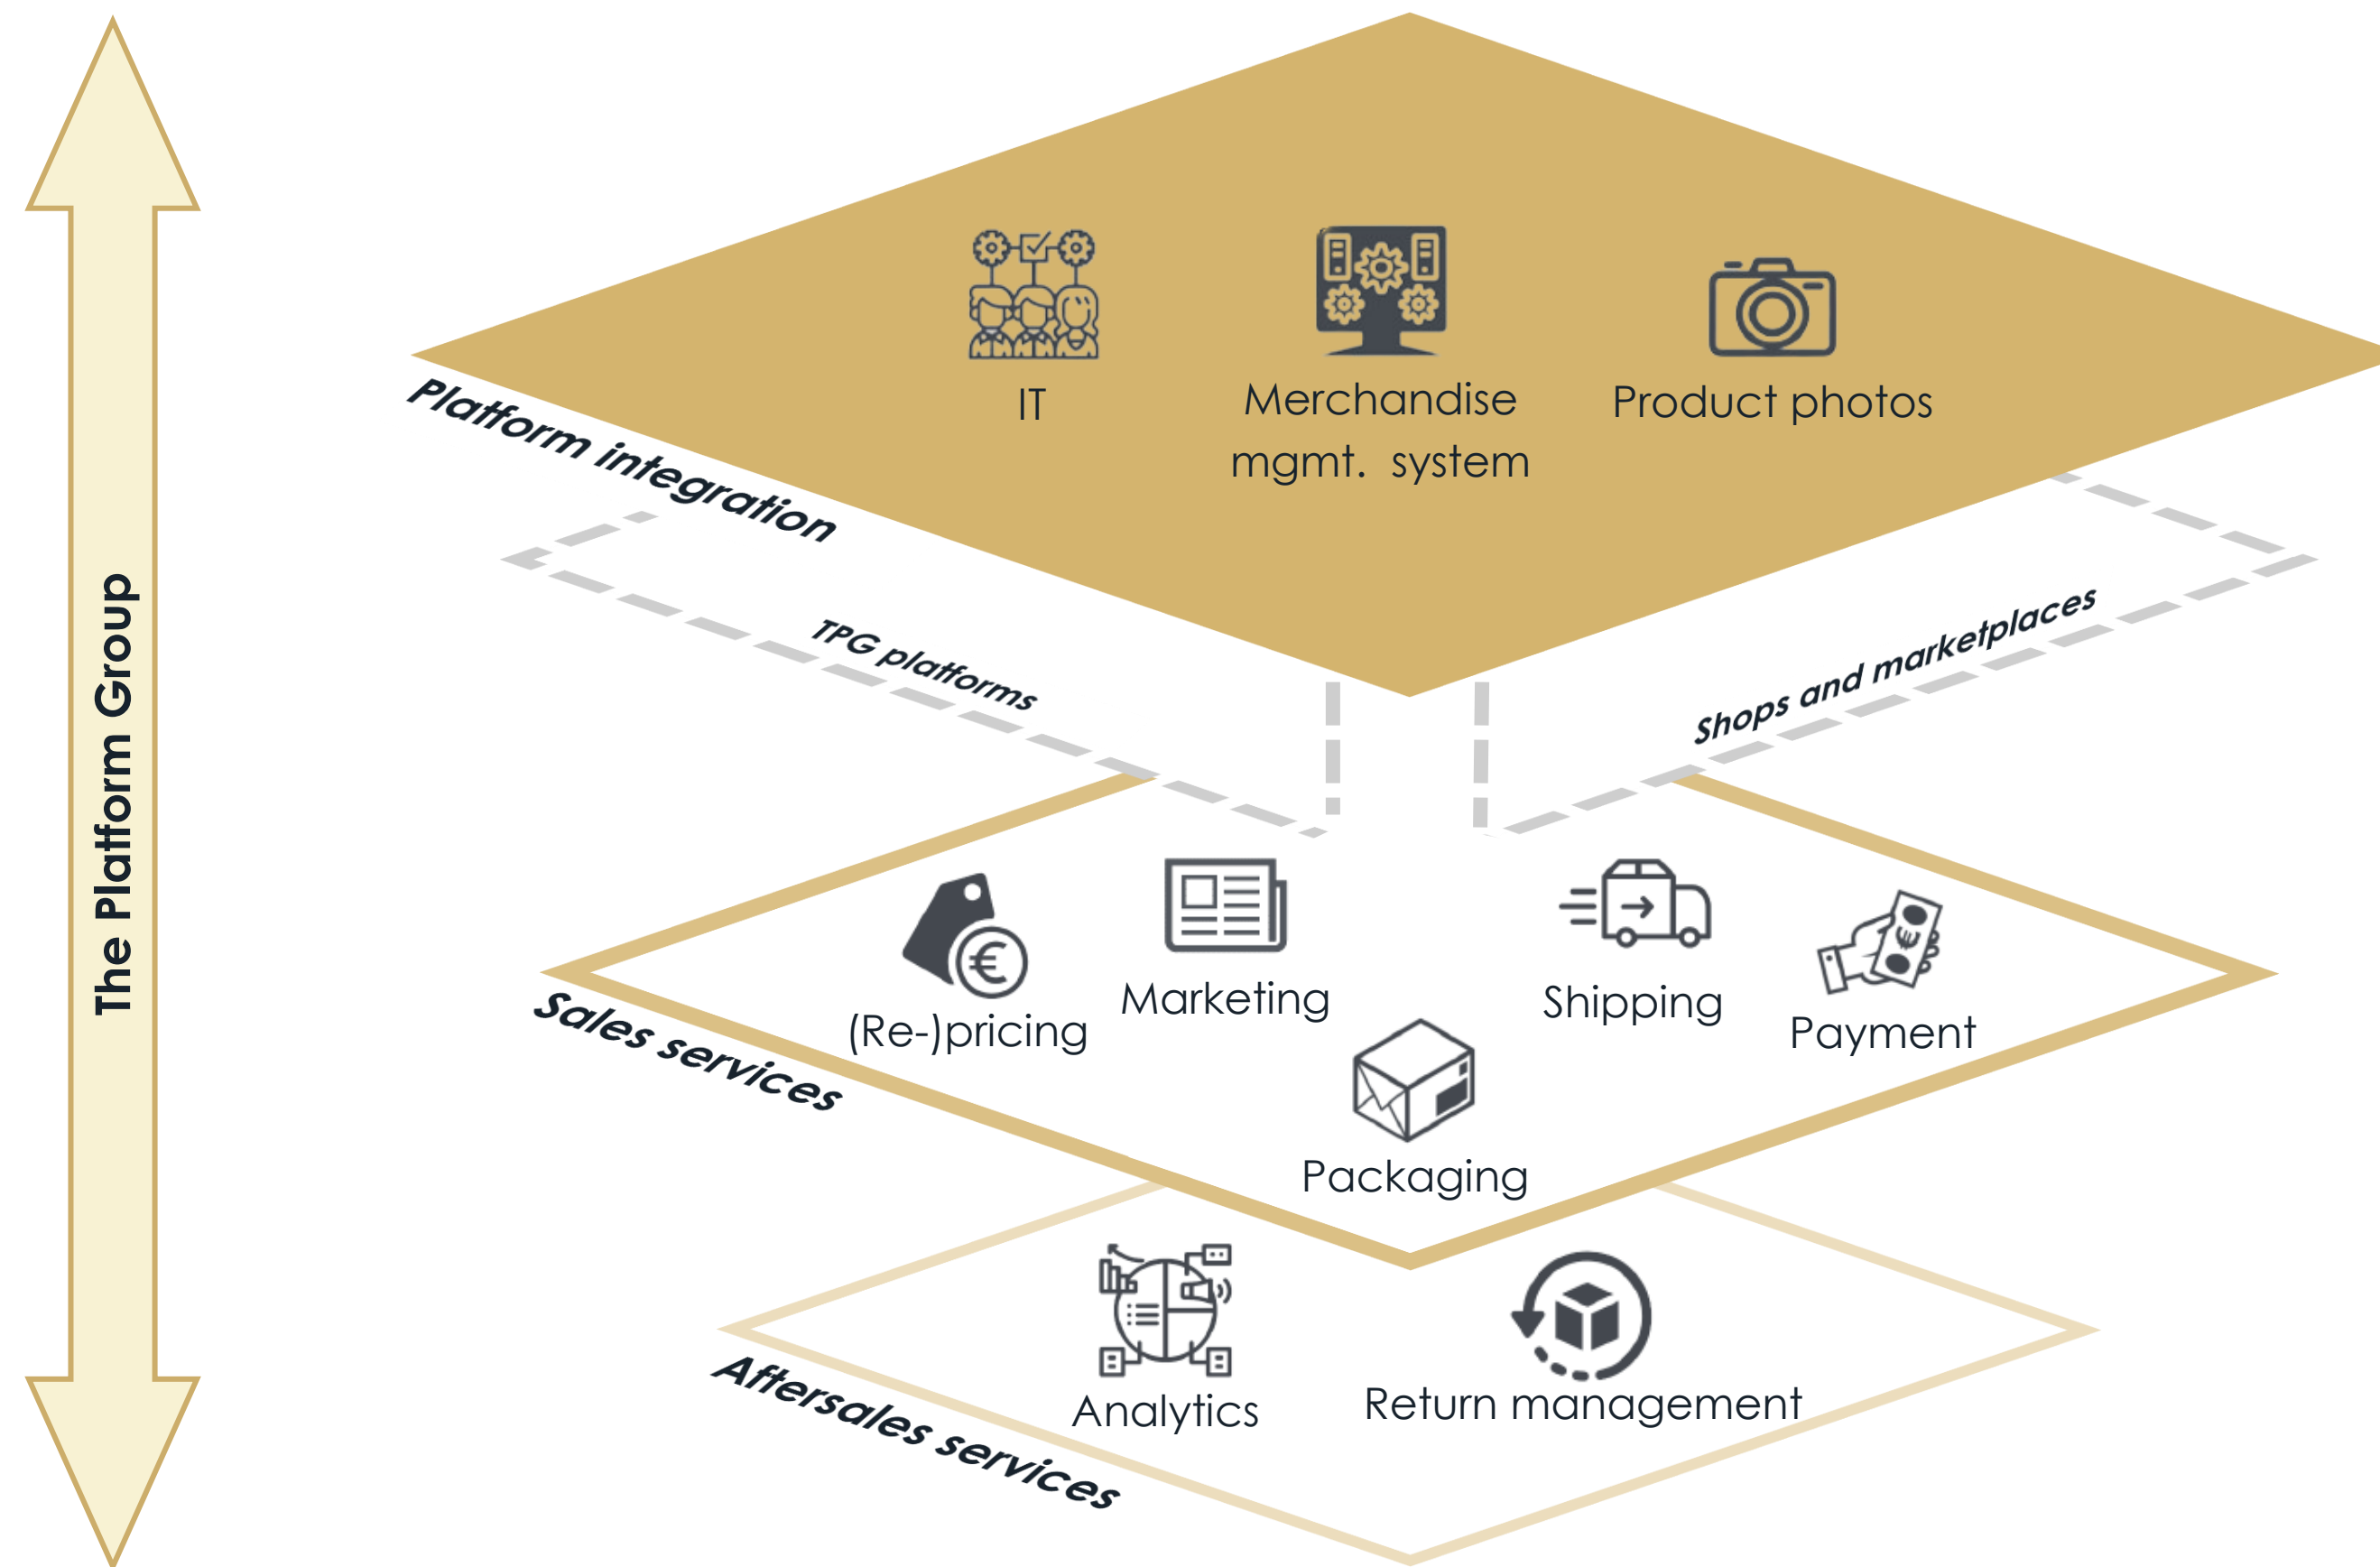 The Platform Group
IT
Merchandise
mgmt. system
Product photos
Platform integration
TPG platforms
Shops and marketplaces
(Re-)pricing
Marketing
Shipping
Payment
Packaging
Sales services
Analytics
Return management
Aftersales services